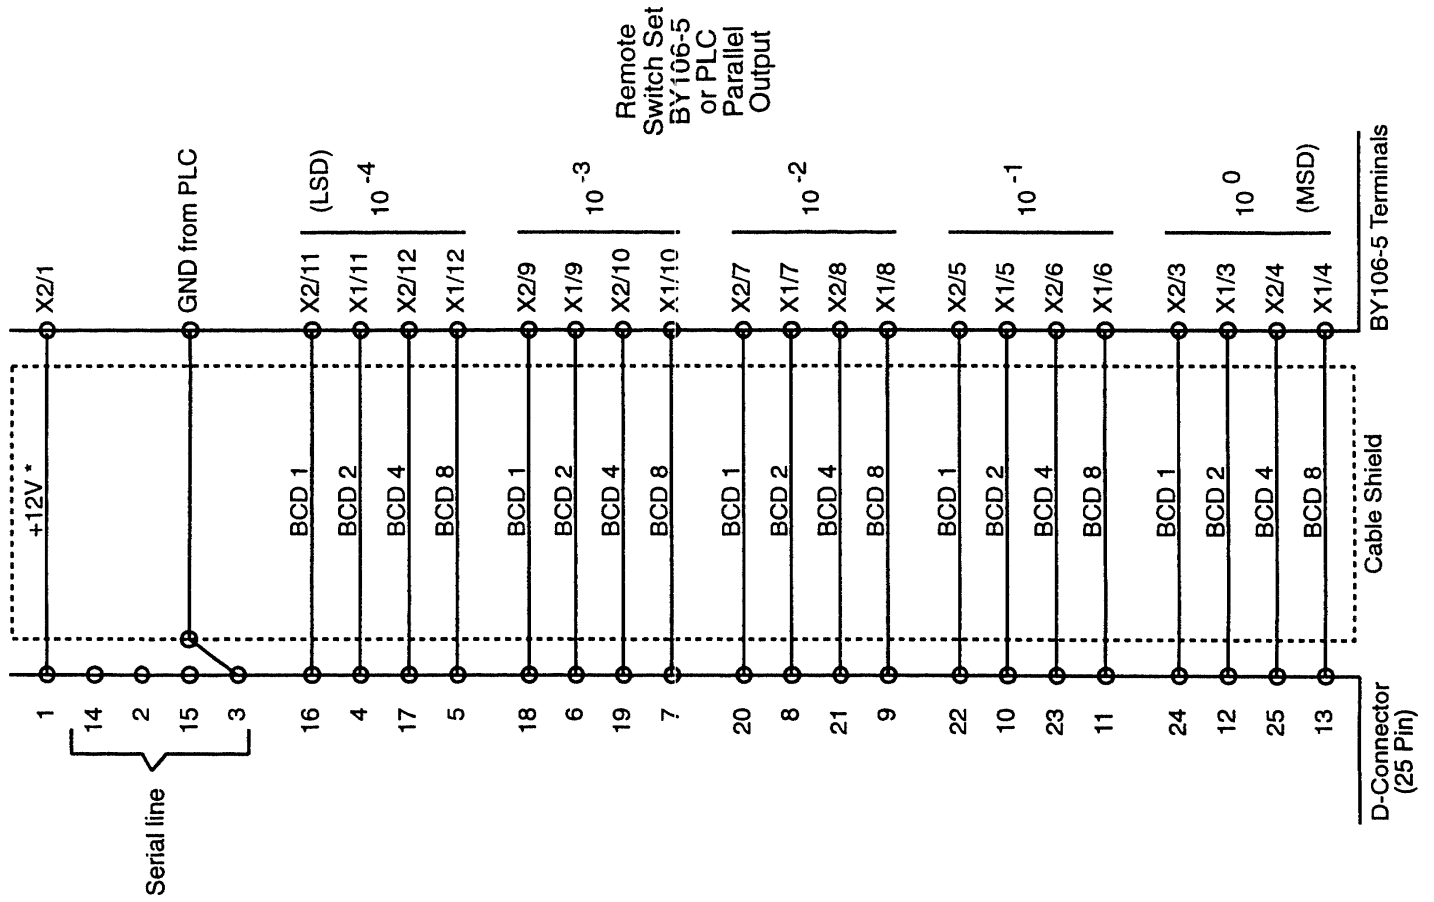 Remote
Switch Set
BY106-5
or PLC
Parallel
Output
Serial line
1 +12V * X2/1
14
2
15 GND from PLC
3
16 BCD 1 X2/11 (LSD)
4 BCD 2 X1/11
17 BCD 4 X2/12 10 -4
5 BCD 8 X1/12
18 BCD 1 X2/9
6 BCD 2 X1/9
19 BCD 4 X2/10 10 -3
7 BCD 8 X1/10
20 BCD 1 X2/7
8 BCD 2 X1/7
21 BCD 4 X2/8 10 -2
9 BCD 8 X1/8
22 BCD 1 X2/5
10 BCD 2 X1/5
23 BCD 4 X2/6 10 -1
11 BCD 8 X1/6
24 BCD 1 X2/3
12 BCD 2 X1/3
25 BCD 4 X2/4 10 0
13 BCD 8 X1/4 (MSD)
D-Connector
(25 Pin)
Cable Shield
BY106-5 Terminals